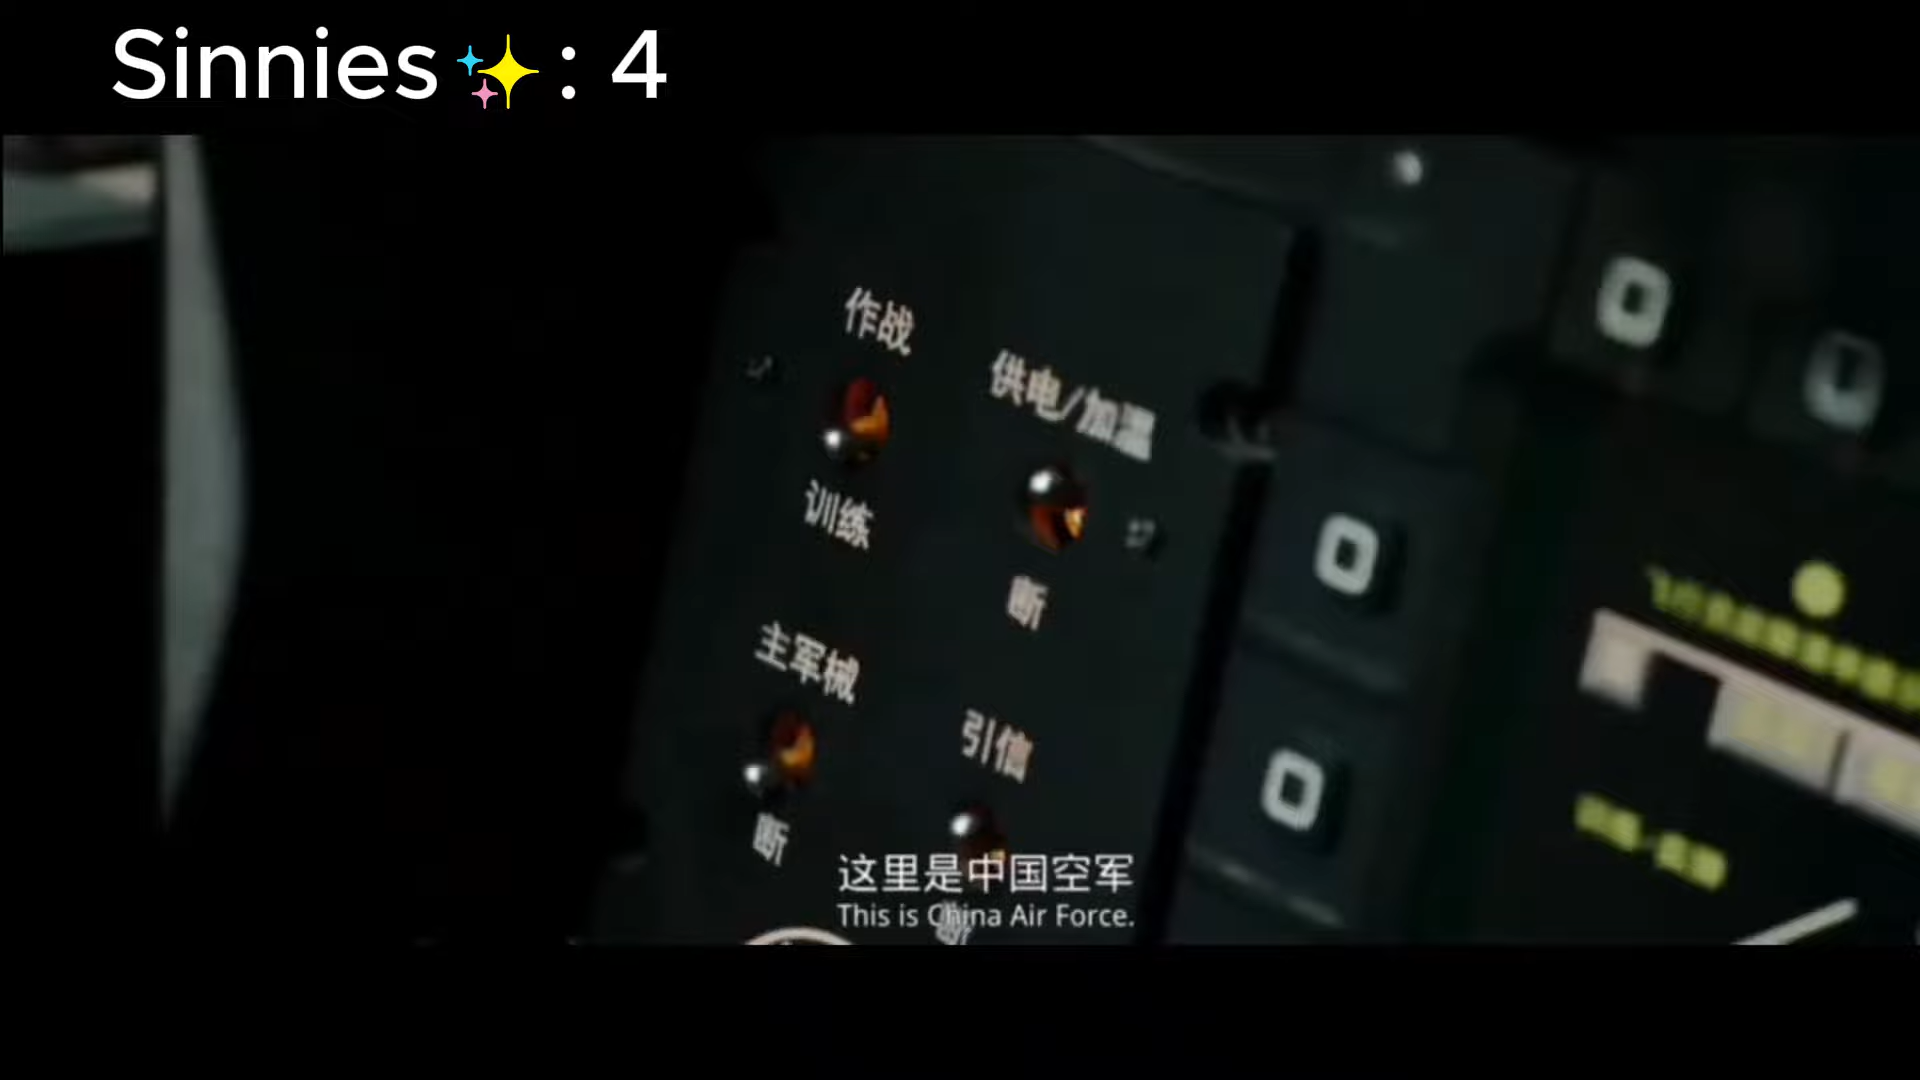 Sinnies✨: 4
作战
供电/加温
训练
断
主军械
引信
断
这里是中国空军
This is China Air Force.
断